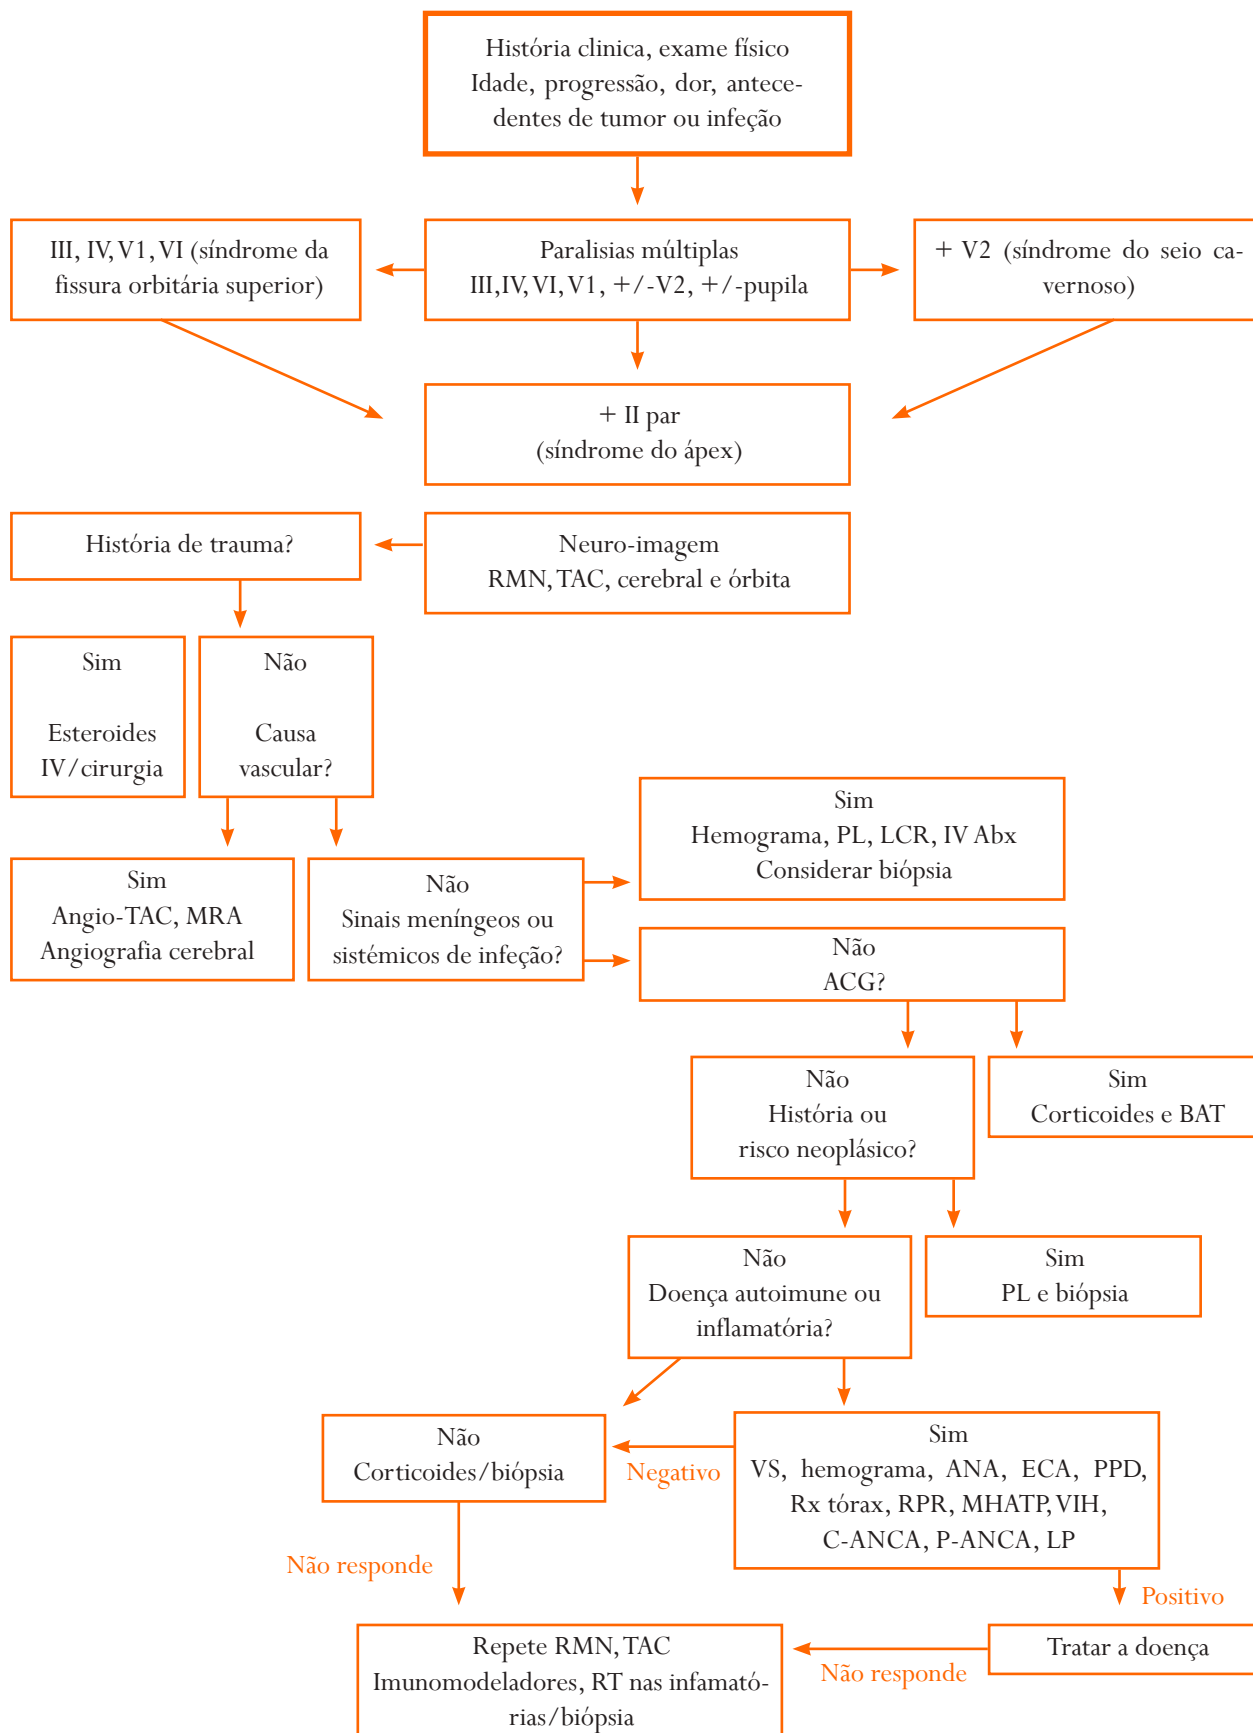 História clinica, exame físico
Idade, progressão, dor, antece-
dentes de tumor ou infeção
III, IV, V1, VI (síndrome da
fissura orbitária superior)
Paralisias múltiplas
III,IV, VI, V1, +/-V2, +/-pupila
+ V2 (síndrome do seio ca-
vernoso)
+ II par
(síndrome do ápex)
História de trauma?
Neuro-imagem
RMN, TAC, cerebral e órbita
Sim
Esteroides
IV/cirurgia
Não
Causa
vascular?
Sim
Hemograma, PL, LCR, IV Abx
Considerar biópsia
Sim
Angio-TAC, MRA
Angiografia cerebral
Não
Sinais meníngeos ou
sistémicos de infeção?
Não
ACG?
Não
História ou
risco neoplásico?
Sim
Corticoides e BAT
Não
Doença autoimune ou
inflamatória?
Sim
PL e biópsia
Não
Corticoides/biópsia
Negativo
Sim
VS, hemograma, ANA, ECA, PPD,
Rx tórax, RPR, MHATP, VIH,
C-ANCA, P-ANCA, LP
Não responde
Positivo
Repete RMN, TAC
Imunomodeladores, RT nas infamató-
rias/biópsia
Não responde
Tratar a doença